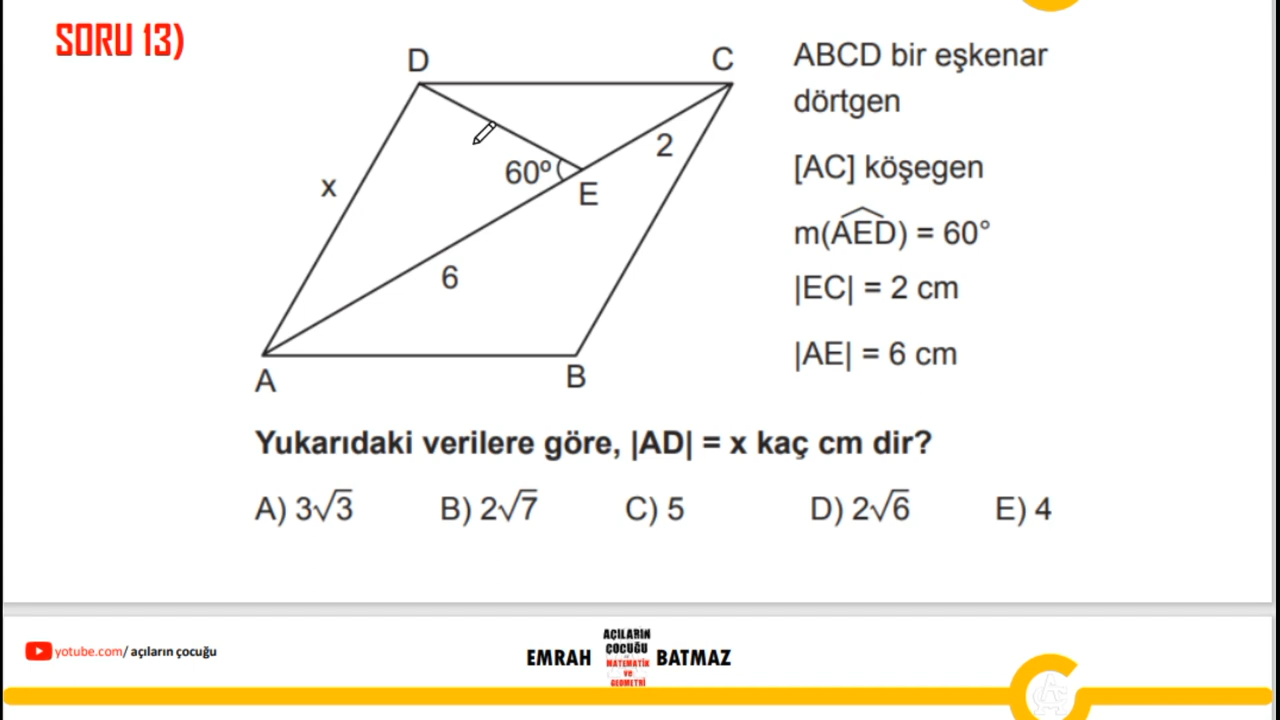 SORU 13)
D
C
ABCD bir eşkenar
dörtgen
2
60º
E
[AC] köşegen
x
m(AED) = 60°
6
|EC| = 2 cm
|AE| = 6 cm
A
B
Yukarıdaki verilere göre, |AD| = x kaç cm dir?
A) 3√3 B) 2√7 C) 5 D) 2√6 E) 4
yotube.com/ açıların çocuğu
EMRAH
AÇILARIN
ÇOCUĞU
MATEMATİK
ve
GEOMETRİ
BATMAZ